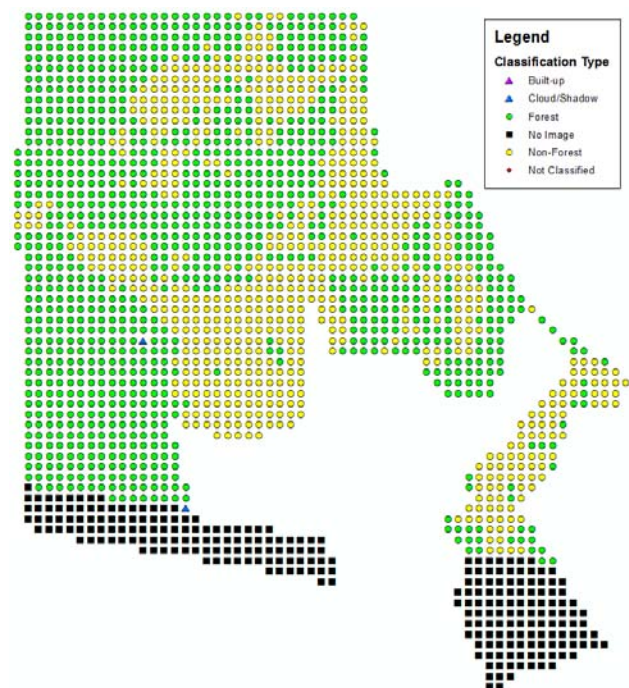 Legend
Classification Type
Built-up
Cloud/Shadow
Forest
No Image
Non-Forest
Not Classified